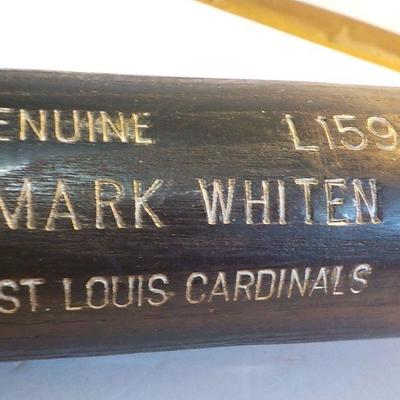 ENUINE L159
MARK WHITEN
ST. LOUIS CARDINALS